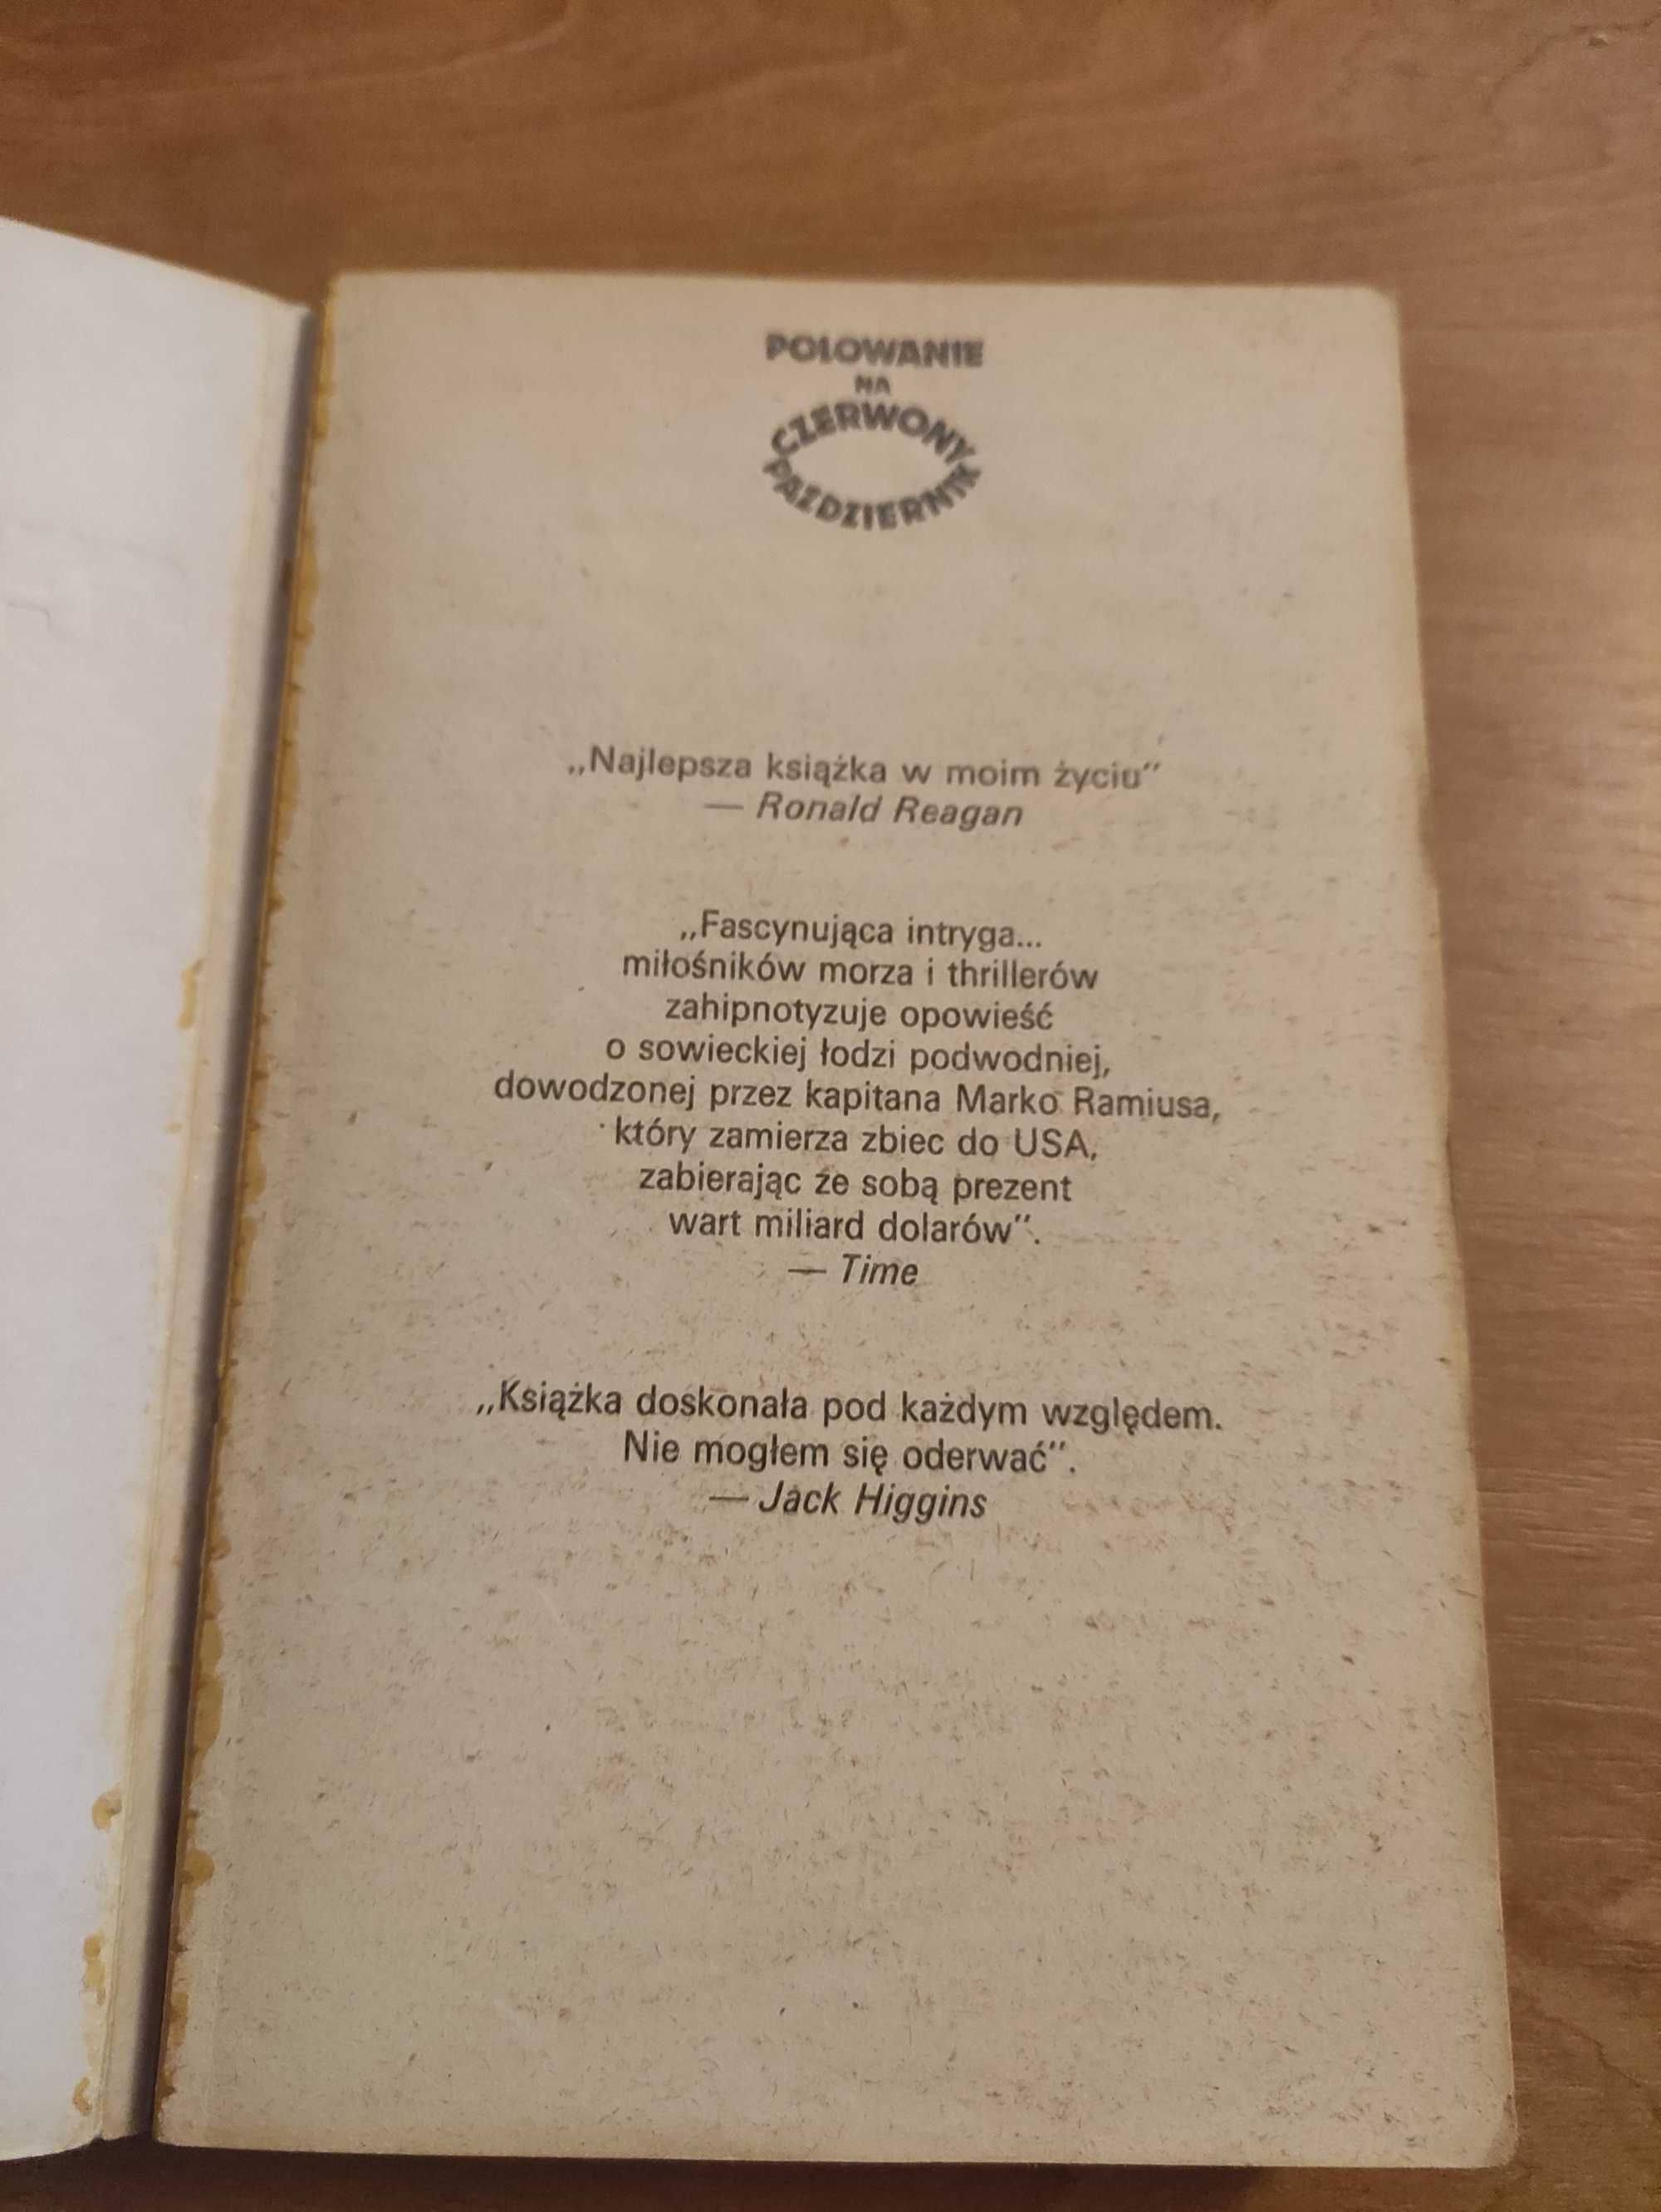 POLOWANIE
NA
CZERWONY
PAŹDZIERNIK
„Najlepsza książka w moim życiu”
— Ronald Reagan
„Fascynująca intryga...
miłośników morza i thrillerów
zahipnotyzuje opowieść
o sowieckiej łodzi podwodniej,
dowodzonej przez kapitana Marko Ramiusa,
który zamierza zbiec do USA,
zabierając ze sobą prezent
wart miliard dolarów”.
— Time
„Książka doskonała pod każdym względem.
Nie mogłem się oderwać”.
— Jack Higgins